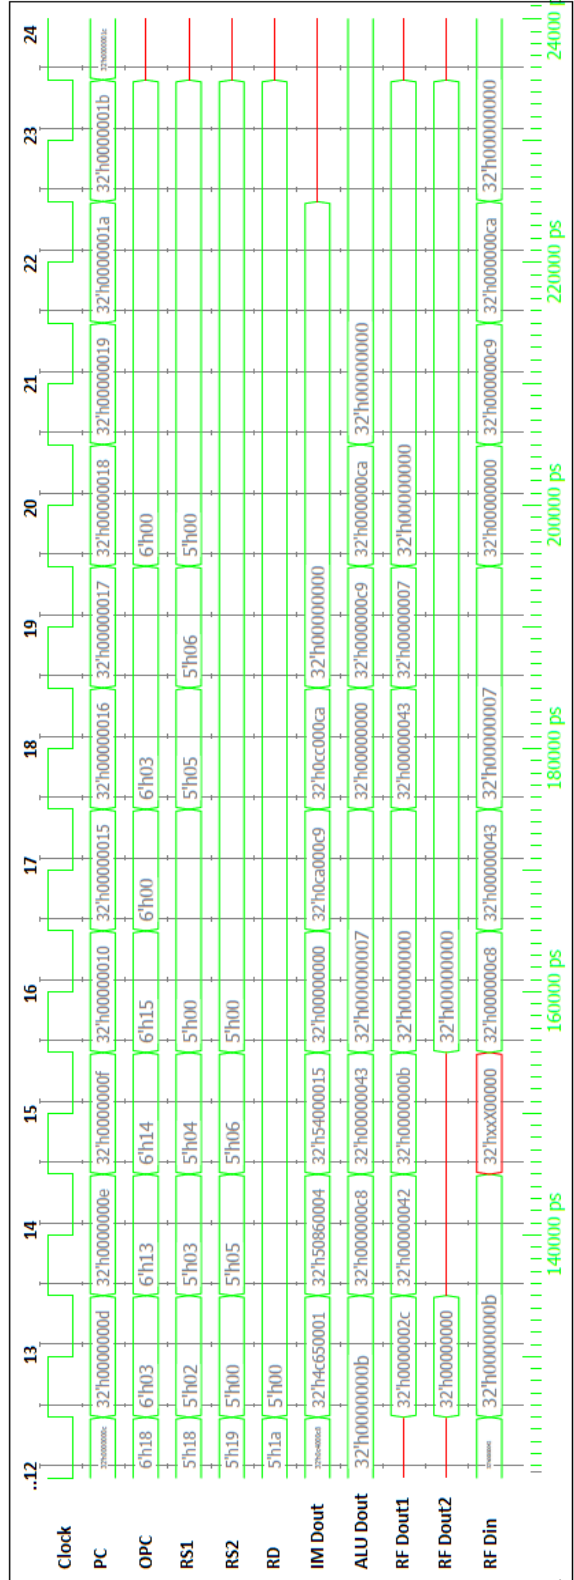 ..12 13 14 15 16 17 18 19 20 21 22 23 24
Clock
PC 32'h0000000c 32'h0000000d 32'h0000000e 32'h0000000f 32'h00000010 32'h00000015 32'h00000016 32'h00000017 32'h00000018 32'h00000019 32'h0000001a 32'h0000001b 32'h0000001c
OPC 6'h18 6'h03 6'h13 6'h14 6'h15 6'h00 6'h03 6'h00
RS1 5'h18 5'h02 5'h03 5'h04 5'h00 5'h05 5'h06 5'h00
RS2 5'h19 5'h00 5'h05 5'h06 5'h00
RD 5'h1a 5'h00
IM Dout 32'h4c650001 32'h50860004 32'h54000015 32'h00000000 32'h0ca000c9 32'h0cc000ca 32'h00000000
ALU Dout 32'h0000000b 32'h000000c8 32'h00000043 32'h00000007 32'h00000000 32'h000000c9 32'h000000ca 32'h00000000
RF Dout1 32'h0000002c 32'h00000042 32'h0000000b 32'h00000000 32'h00000043 32'h00000007 32'h00000000
RF Dout2 32'h00000000 32'h00000000
RF Din 32'h0000000b 32'hxxX00000 32'h000000c8 32'h00000043 32'h00000007 32'h00000000 32'h000000c9 32'h000000ca 32'h00000000
140000 ps 160000 ps 180000 ps 200000 ps 220000 ps